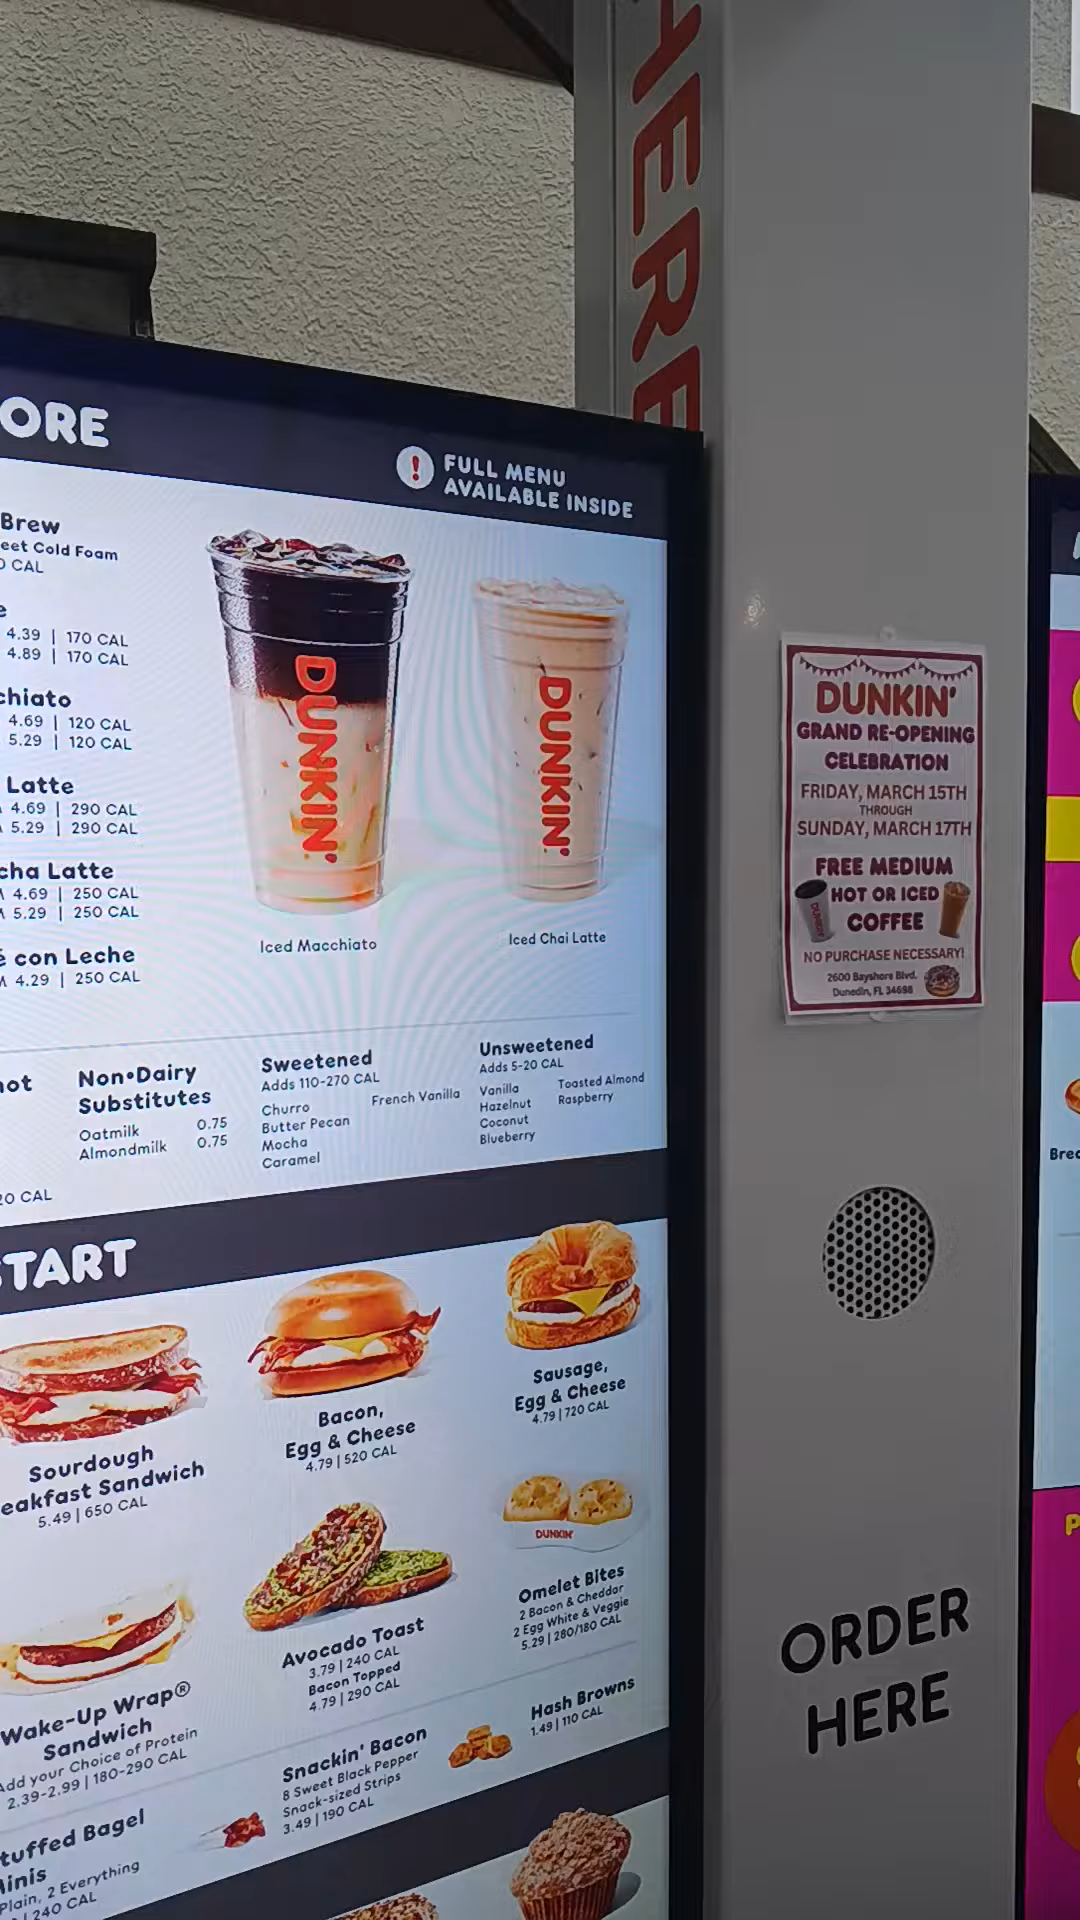 HERE
ORE
! FULL MENU
AVAILABLE INSIDE
Brew
eet Cold Foam
0 CAL
e
4.39 | 170 CAL
4.89 | 170 CAL
chiato
4.69 | 120 CAL
5.29 | 120 CAL
Latte
4.69 | 290 CAL
5.29 | 290 CAL
cha Latte
4.69 | 250 CAL
5.29 | 250 CAL
é con Leche
4.29 | 250 CAL
DUNKIN'
DUNKIN'
Iced Macchiato
Iced Chai Latte
hot
20 CAL
Non•Dairy
Substitutes
Oatmilk 0.75
Almondmilk 0.75
Sweetened
Adds 110-270 CAL
Churro French Vanilla
Butter Pecan
Mocha
Caramel
Unsweetened
Adds 5-20 CAL
Vanilla Toasted Almond
Hazelnut Raspberry
Coconut
Blueberry
START
Sourdough
eakfast Sandwich
5.49 | 650 CAL
Bacon,
Egg & Cheese
4.79 | 520 CAL
Sausage,
Egg & Cheese
4.79 | 720 CAL
Wake-Up Wrap®
Sandwich
Add your Choice of Protein
2.39-2.99 | 180-290 CAL
Avocado Toast
3.79 | 240 CAL
Bacon Topped
4.79 | 290 CAL
DUNKIN'
Omelet Bites
2 Bacon & Cheddar
2 Egg White & Veggie
5.29 | 280/180 CAL
tuffed Bagel
inis
Plain, 2 Everything
| 240 CAL
Snackin' Bacon
8 Sweet Black Pepper
Snack-sized Strips
3.49 | 190 CAL
Hash Browns
1.49 | 110 CAL
DUNKIN'
GRAND RE-OPENING
CELEBRATION
FRIDAY, MARCH 15TH
THROUGH
SUNDAY, MARCH 17TH
FREE MEDIUM
HOT OR ICED
COFFEE
DUNKIN'
NO PURCHASE NECESSARY!
2600 Bayshore Blvd.
Dunedin, FL 34698
ORDER
HERE
Brea
P